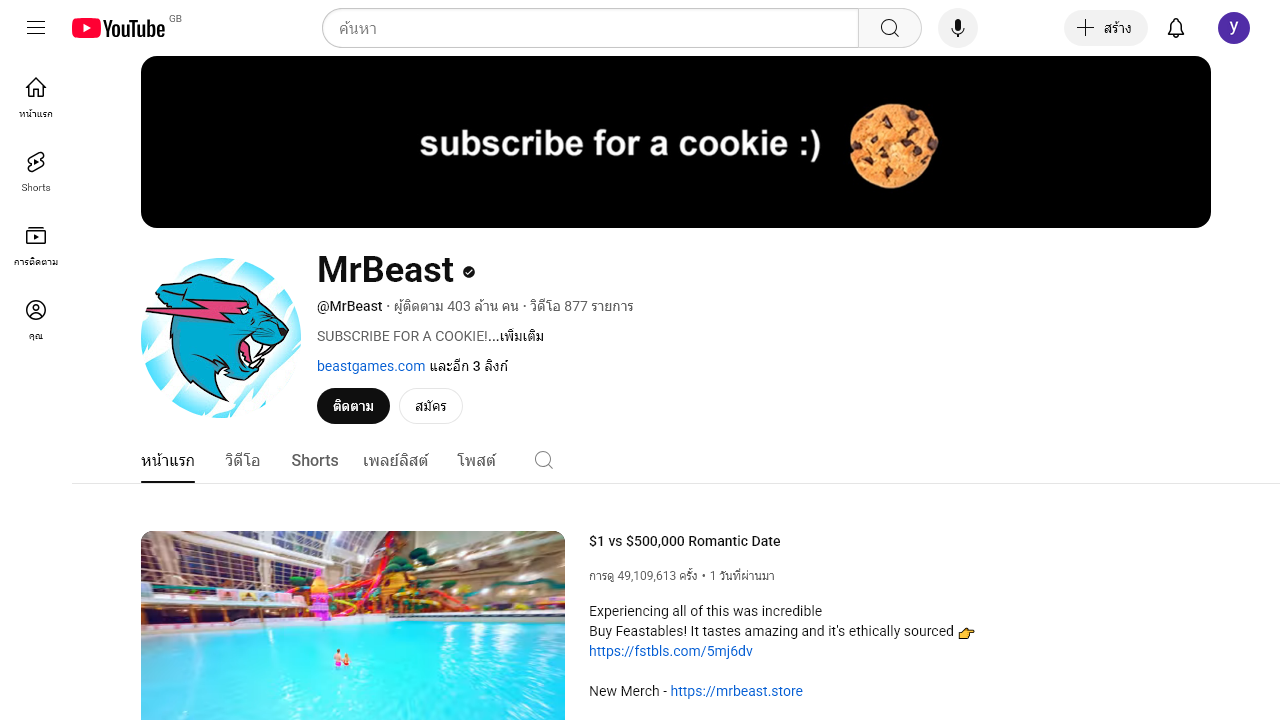 YouTube GB
ค้นหา
สร้าง
y
หน้าแรก
Shorts
การติดตาม
คุณ
subscribe for a cookie :)
MrBeast
@MrBeast • ผู้ติดตาม 403 ล้าน คน • วิดีโอ 877 รายการ
SUBSCRIBE FOR A COOKIE!...เพิ่มเติม
beastgames.com และอีก 3 ลิงก์
ติดตาม สมัคร
หน้าแรก วิดีโอ Shorts เพลย์ลิสต์ โพสต์
$1 vs $500,000 Romantic Date
การดู 49,109,613 ครั้ง • 1 วันที่ผ่านมา
Experiencing all of this was incredible
Buy Feastables! It tastes amazing and it's ethically sourced 👉
https://fstbls.com/5mj6dv
New Merch - https://mrbeast.store